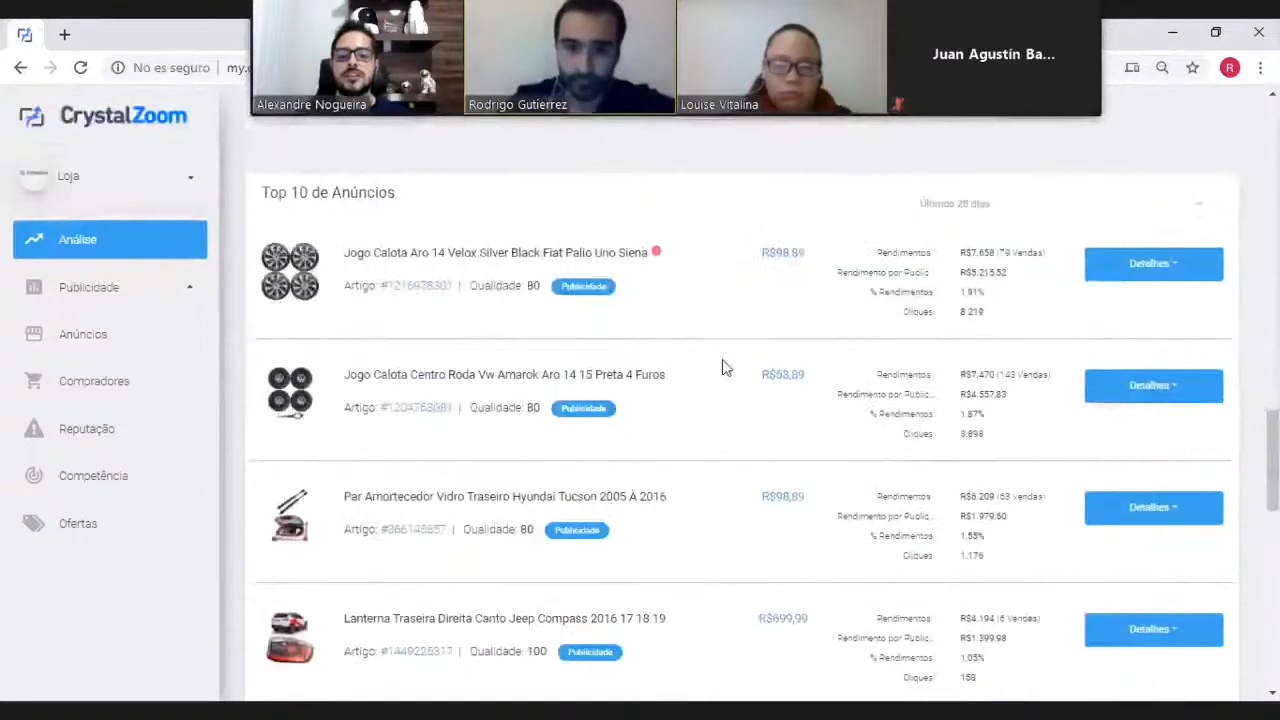 Juan Agustín Ba...
Alexandre Nogueira
Rodrigo Gutierrez
Louise Vitalina
No es seguro
my.
R
CrystalZoom
Loja
Análise
Publicidade
Anúncios
Compradores
Reputação
Competência
Ofertas
Top 10 de Anúncios
Últimos 28 dias
Jogo Calota Aro 14 Velox Silver Black Fiat Palio Uno Siena
R$98,89
Artigo: | Qualidade: 80 Publicidade
Rendimentos: R$7.658 (79 Vendas)
Rendimento por Public... R$5.215,52
% Rendimentos: 1,91%
Cliques: 8.219
Detalhes
Jogo Calota Centro Roda Vw Amarok Aro 14 15 Preta 4 Furos
R$53,89
Artigo: | Qualidade: 80 Publicidade
Rendimentos: R$7.470 (143 Vendas)
Rendimento por Public... R$4.557,83
% Rendimentos: 1,87%
Cliques:
Detalhes
Par Amortecedor Vidro Traseiro Hyundai Tucson 2005 À 2016
R$98,89
Artigo: | Qualidade: 80 Publicidade
Rendimentos: R$6.209 (63 Vendas)
Rendimento por Public... R$1.979,60
% Rendimentos: 1,55%
Cliques: 1.176
Detalhes
Lanterna Traseira Direita Canto Jeep Compass 2016 17 18 19
R$699,99
Artigo: | Qualidade: 100 Publicidade
Rendimentos: R$4.194 (6 Vendas)
Rendimento por Public... R$1.399,98
% Rendimentos: 1,05%
Cliques: 158
Detalhes